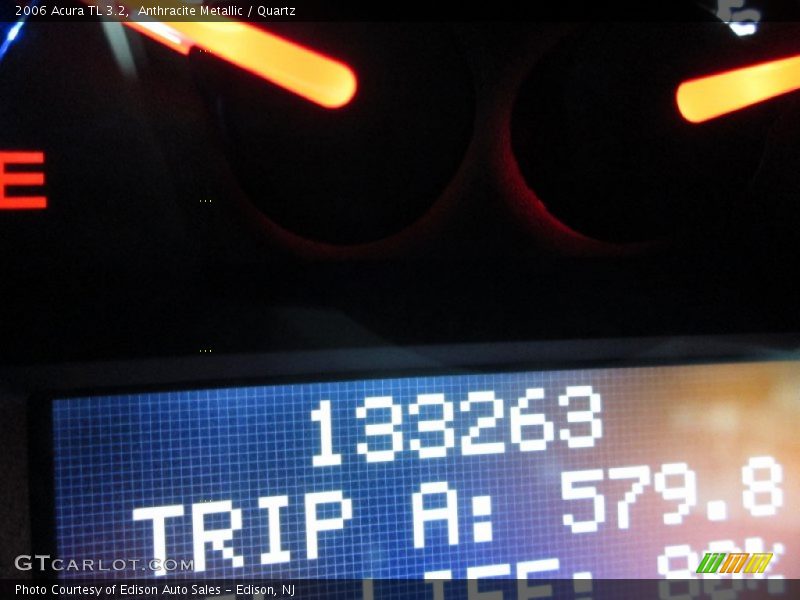 2006 Acura TL 3.2,  Anthracite Metallic / Quartz
E
133263
TRIP A: 579.8
LIFE:
GTCARLOT.COM
Photo Courtesy of Edison Auto Sales - Edison, NJ